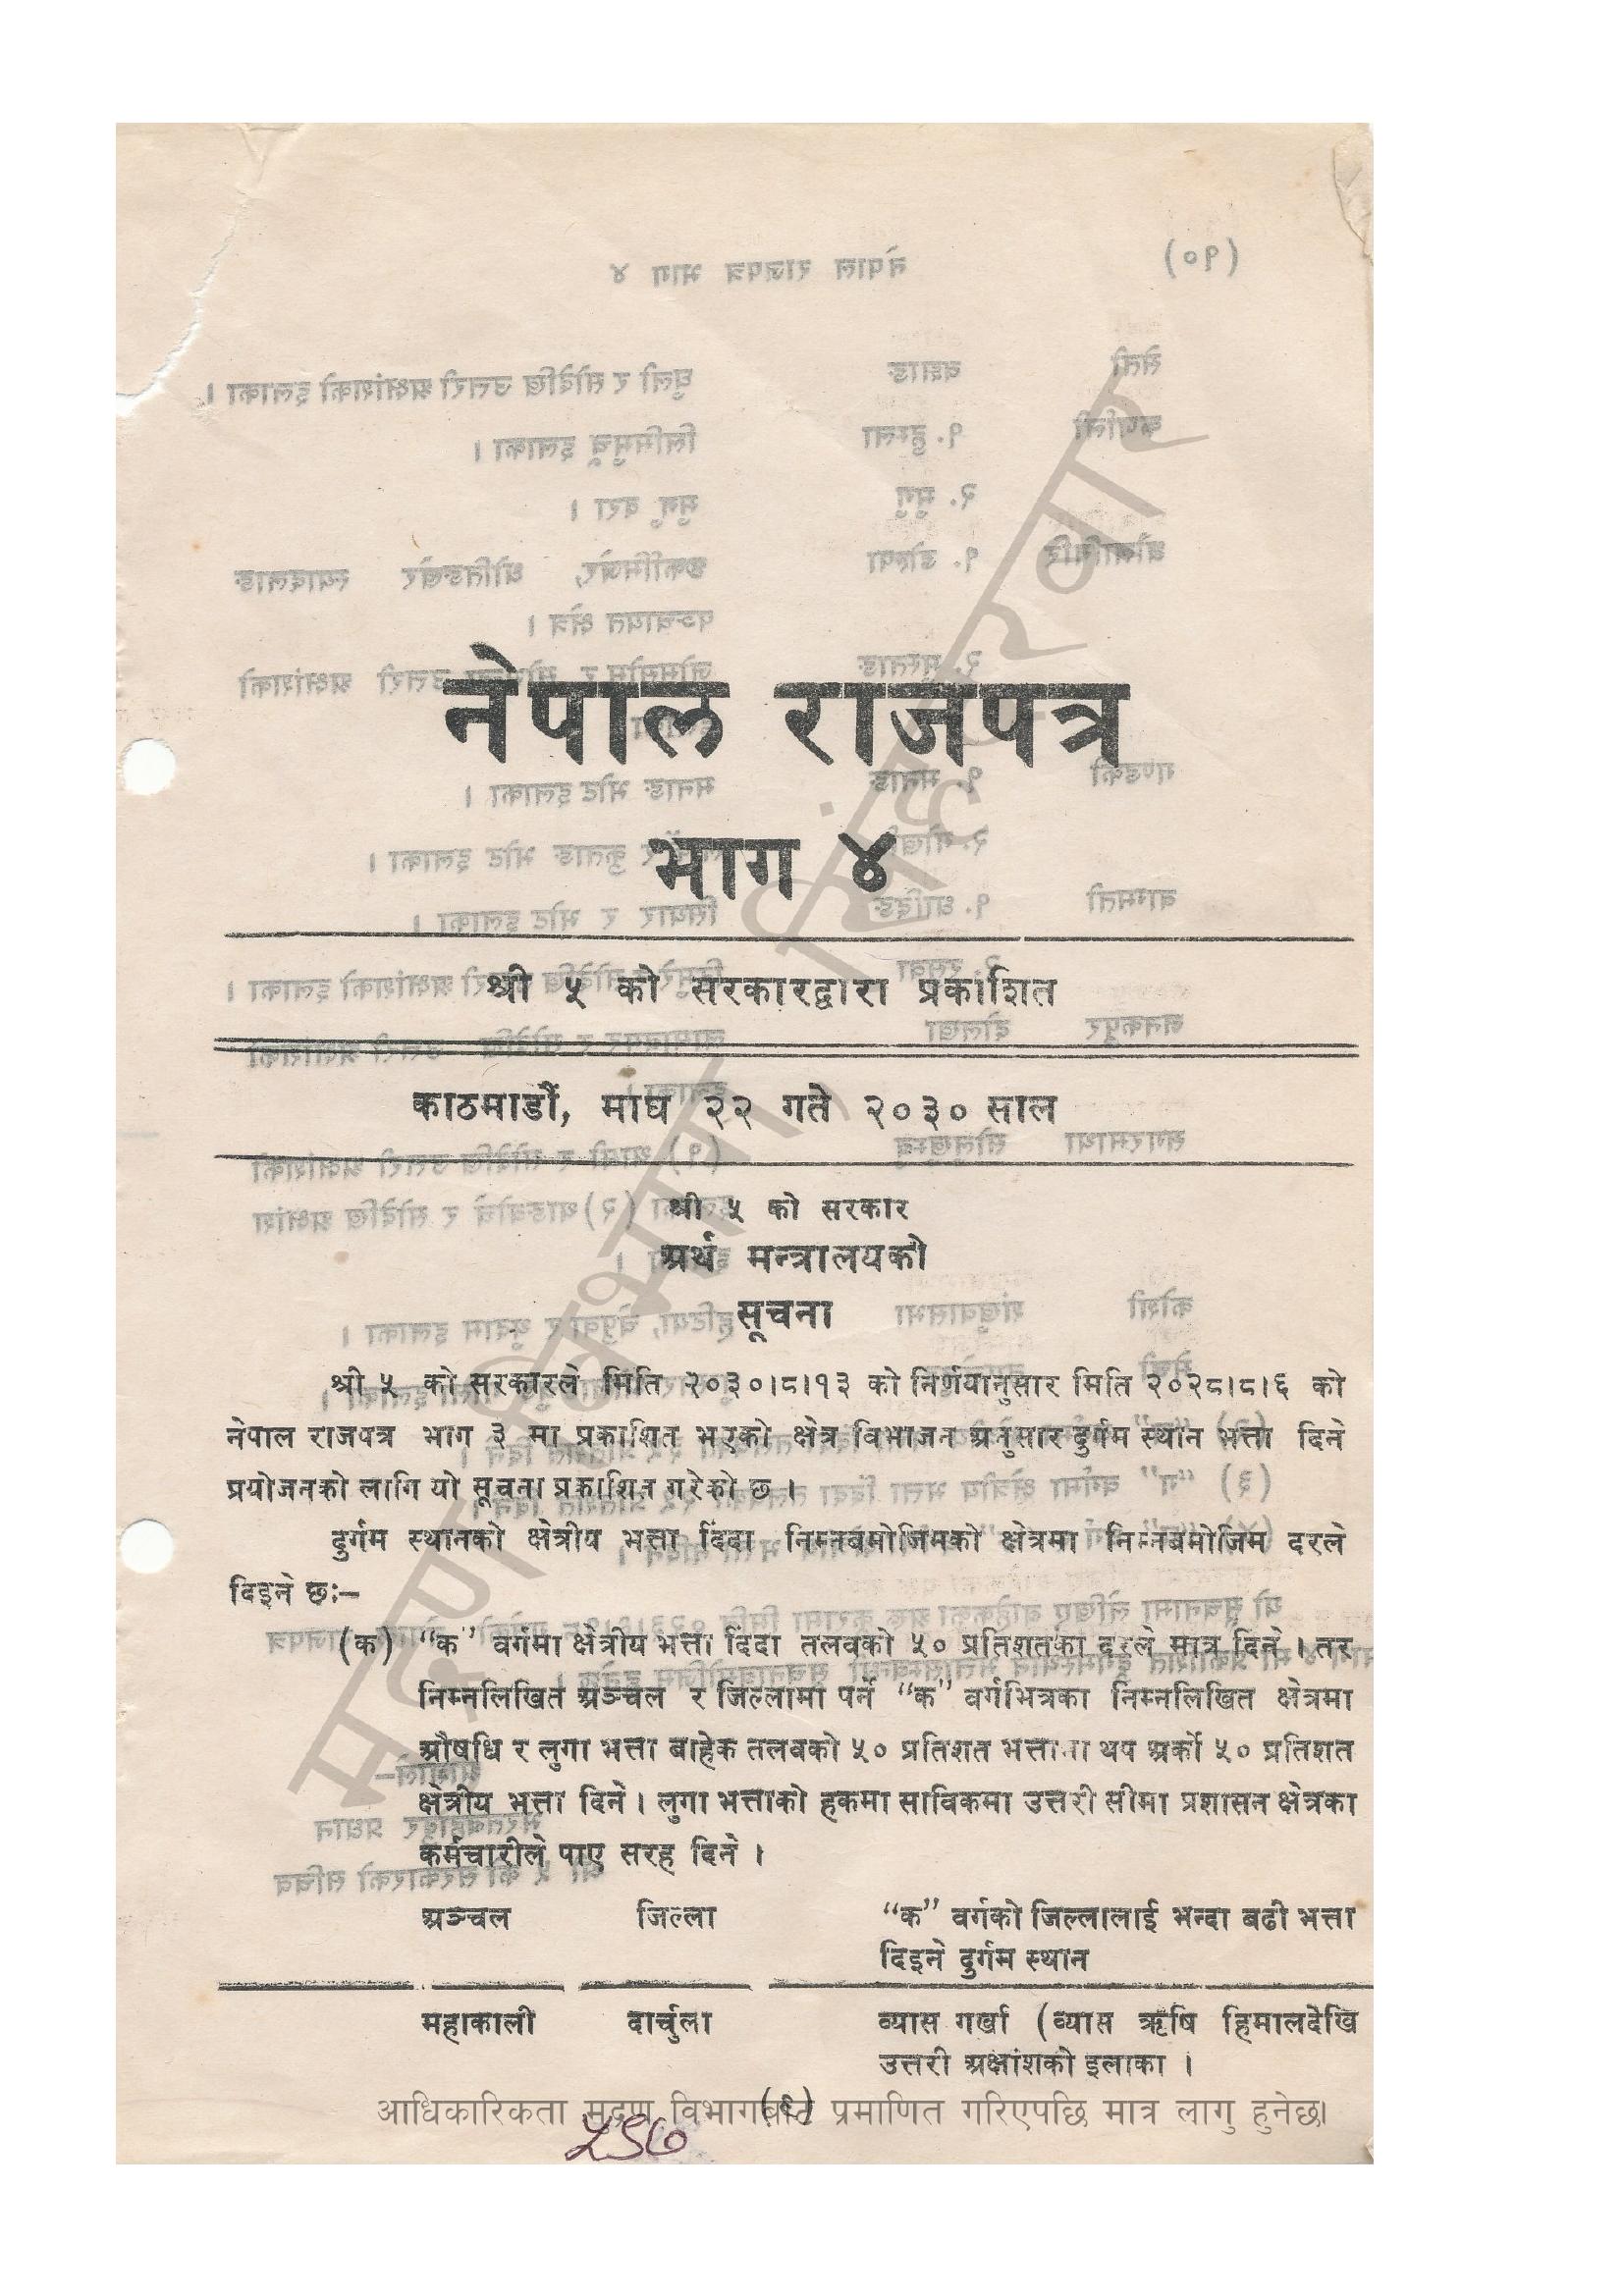 नेपाल राजपत्र
भाग ४
श्री ५ को सरकारद्वारा प्रकाशित
काठमाडौं, माघ २२ गते २०३० साल
श्री ५ को सरकार
अर्थ मन्त्रालयको
सूचना
श्री ५ को सरकारले मिति २०३०।८।१३ को निर्णयानुसार मिति २०२८।८।६ को
नेपाल राजपत्र भाग ३ मा प्रकाशित भएको क्षेत्र विभाजन अनुसार दुर्गम स्थान भत्ता दिने
प्रयोजनको लागि यो सूचना प्रकाशित गरेको छ ।
दुर्गम स्थानको क्षेत्रीय भत्ता दिंदा निम्नबमोजिमको क्षेत्रमा निम्नबमोजिम दरले
दिइने छः–
(क) “क” वर्गमा क्षेत्रीय भत्ता दिंदा तलवको ५० प्रतिशतका दरले मात्र दिने । तर
निम्नलिखित अञ्चल र जिल्लामा पर्ने “क” वर्गभित्रका निम्नलिखित क्षेत्रमा
औषधि र लुगा भत्ता बाहेक तलवको ५० प्रतिशत भत्तामा थप अर्को ५० प्रतिशत
क्षेत्रीय भत्ता दिने । लुगा भत्ताको हकमा साविकमा उत्तरी सीमा प्रशासन क्षेत्रका
कर्मचारीले पाए सरह दिने ।
अञ्चल जिल्ला “क” वर्गको जिल्लालाई भन्दा बढी भत्ता
दिइने दुर्गम स्थान
महाकाली दार्चुला व्यास गर्खा (व्यास ऋषि हिमालदेखि
उत्तरी अक्षांशको इलाका ।
(९)
आधिकारिकता मुद्रण विभागबाट प्रमाणित गरिएपछि मात्र लागु हुनेछ।
मुद्रण विभाग, सिंहदरवार